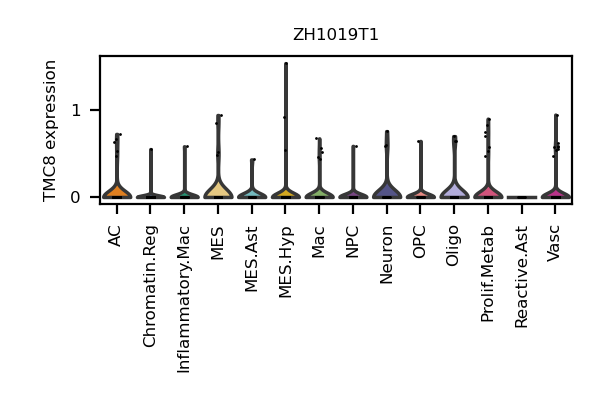 ZH1019T1
TMC8 expression
1
0
AC
Chromatin.Reg
Inflammatory.Mac
MES
MES.Ast
MES.Hyp
Mac
NPC
Neuron
OPC
Oligo
Prolif.Metab
Reactive.Ast
Vasc